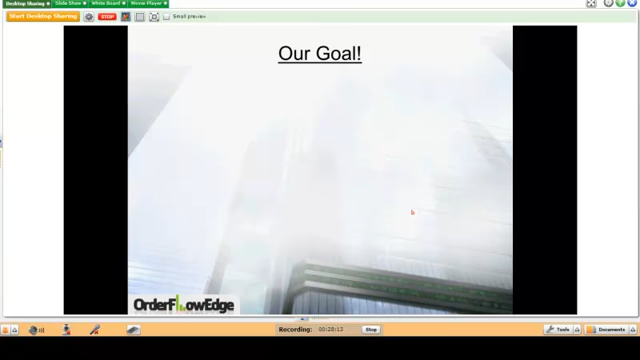 Desktop Sharing
Slide Show
White Board
Movie Player
Start Desktop Sharing
STOP
Small preview
Our Goal!
OrderFlowEdge
Recording: 00:28:13
Stop
Tools
Documents